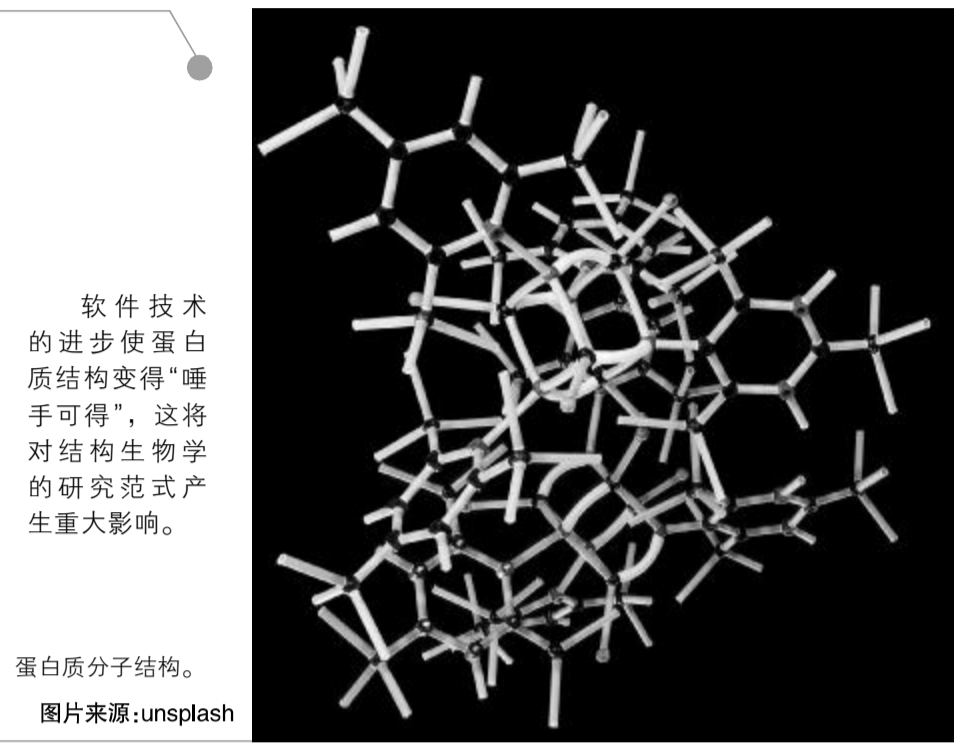 软件技术
的进步使蛋白
质结构变得“唾
手可得”，这将
对结构生物学
的研究范式产
生重大影响。
蛋白质分子结构。
图片来源:unsplash